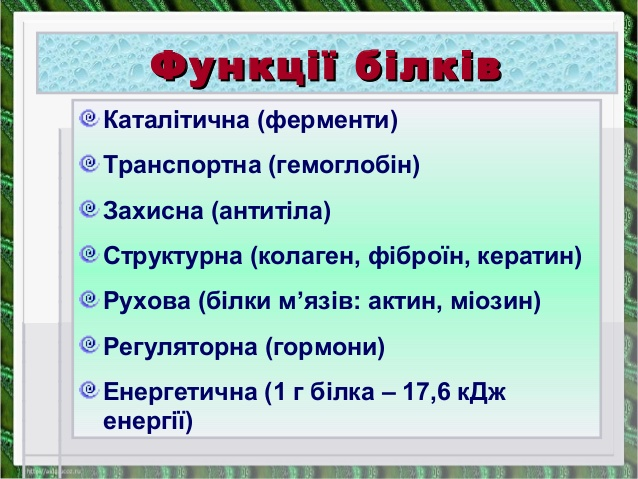 Функції білків
Каталітична (ферменти)
Транспортна (гемоглобін)
Захисна (антитіла)
Структурна (колаген, фіброїн, кератин)
Рухова (білки м’язів: актин, міозин)
Регуляторна (гормони)
Енергетична (1 г білка – 17,6 кДж
енергії)